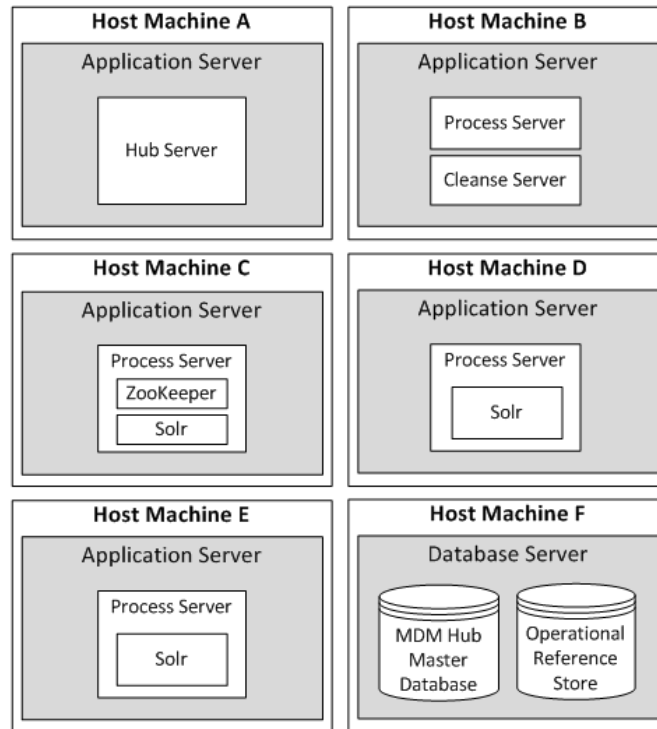 Host Machine A
Application Server
Hub Server
Host Machine B
Application Server
Process Server
Cleanse Server
Host Machine C
Application Server
Process Server
ZooKeeper
Solr
Host Machine D
Application Server
Process Server
Solr
Host Machine E
Application Server
Process Server
Solr
Host Machine F
Database Server
MDM Hub
Master
Database
Operational
Reference
Store